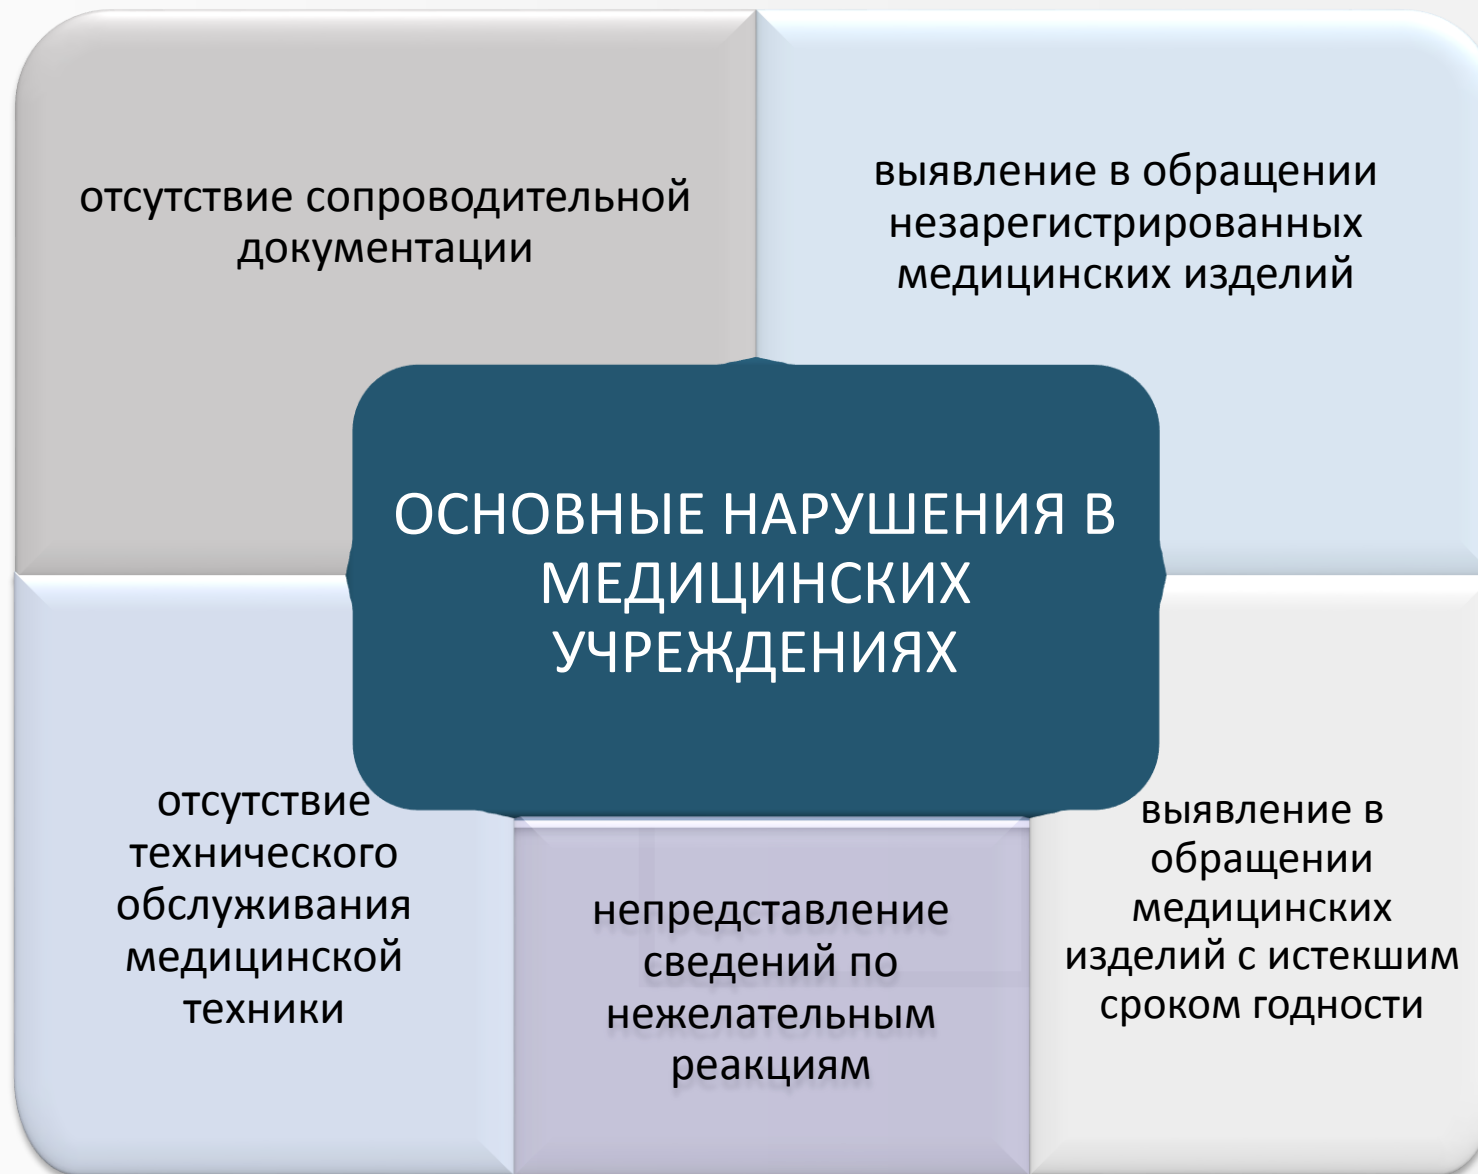 отсутствие сопроводительной
документации
выявление в обращении
незарегистрированных
медицинских изделий
ОСНОВНЫЕ НАРУШЕНИЯ В
МЕДИЦИНСКИХ
УЧРЕЖДЕНИЯХ
отсутствие
технического
обслуживания
медицинской
техники
непредставление
сведений по
нежелательным
реакциям
выявление в
обращении
медицинских
изделий с истекшим
сроком годности